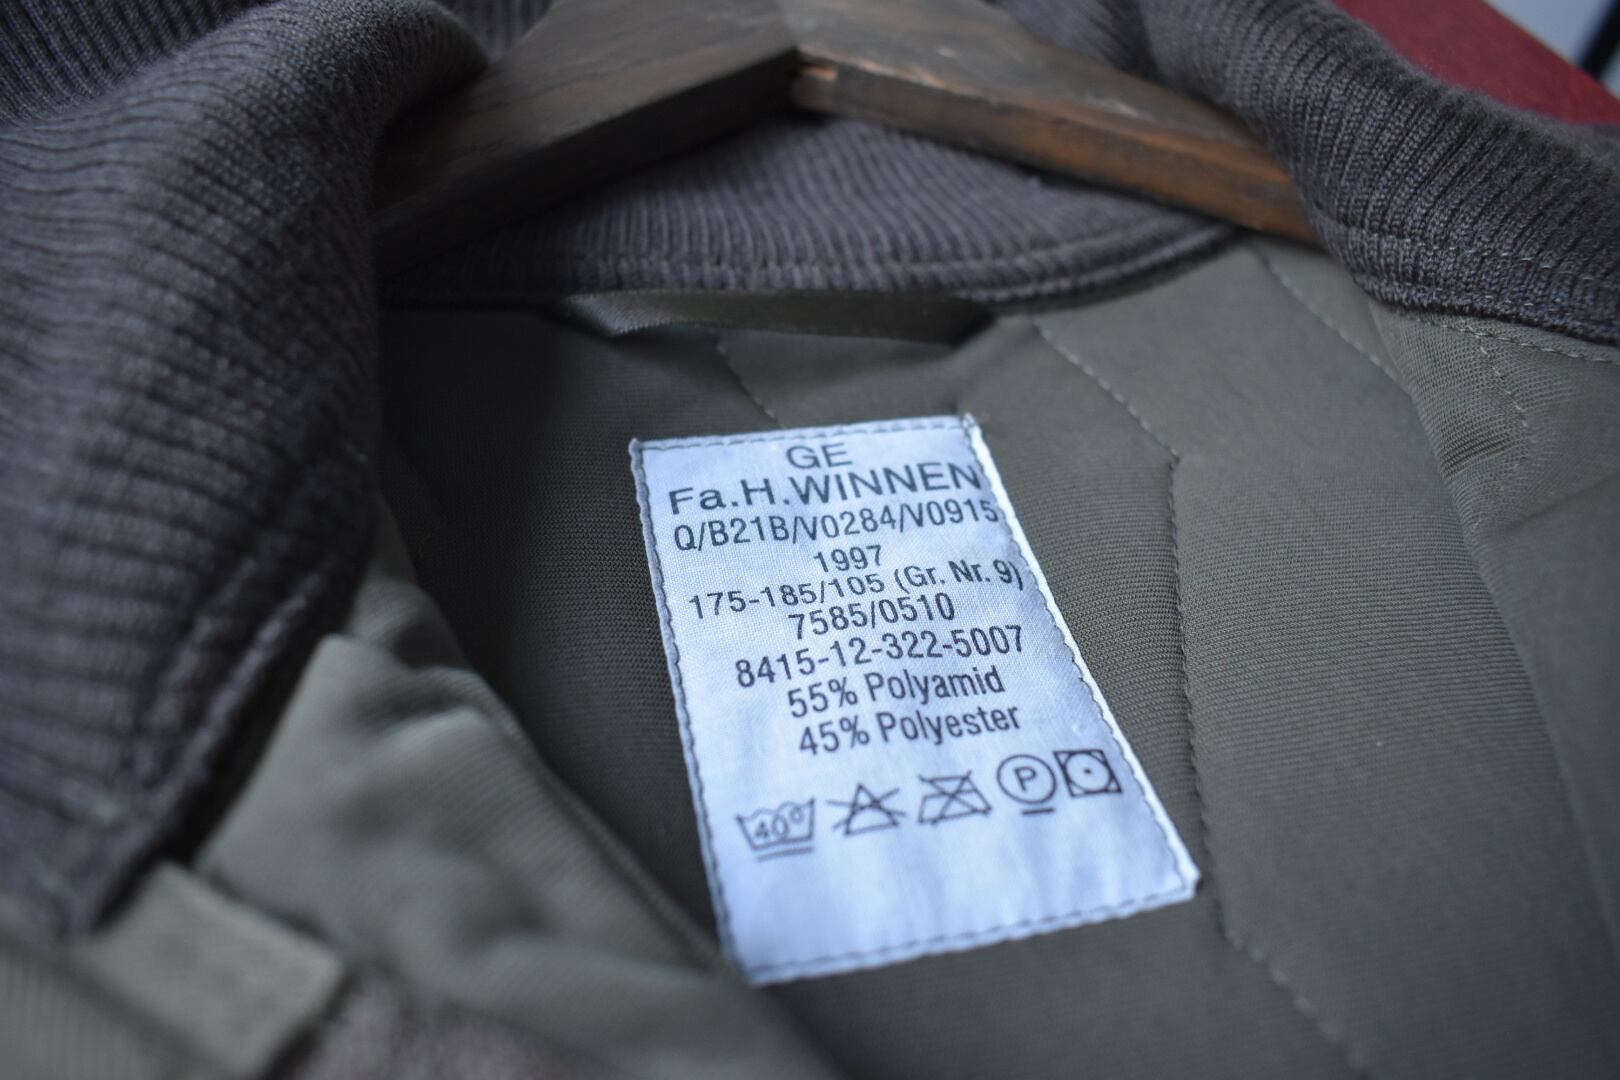 GE
Fa.H.WINNEN
Q/B21B/V0284/V0915
1997
175-185/105 (Gr. Nr. 9)
7585/0510
8415-12-322-5007
55% Polyamid
45% Polyester
40° P